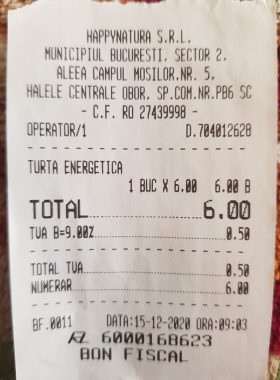 HAPPYNATURA S.R.L.
MUNICIPIUL BUCURESTI. SECTOR 2.
ALEEA CAMPUL MOSILOR.NR. 5.
HALELE CENTRALE OBOR. SP.COM.NR.PB6 SC
- C.F. RO 27439998 -
OPERATOR/1 D.704012628
TURTA ENERGETICA
1 BUC X 6.00 6.00 B
TOTAL 6.00
TVA B=9.00% 0.50
TOTAL TVA 0.50
NUMERAR 6.00
BF.0011 DATA:15-12-2020 ORA:09:03
6000168623
BON FISCAL